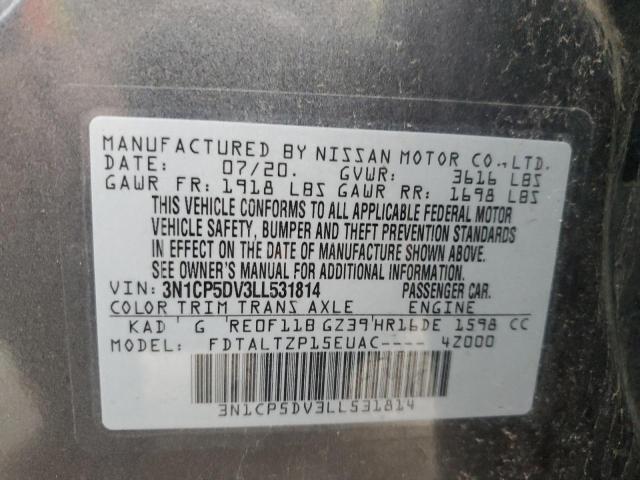 MANUFACTURED BY NISSAN MOTOR CO., LTD.
DATE: 07/20. GVWR: 3616 LBS
GAWR FR: 1918 LBS GAWR RR: 1698 LBS
THIS VEHICLE CONFORMS TO ALL APPLICABLE FEDERAL MOTOR
VEHICLE SAFETY, BUMPER AND THEFT PREVENTION STANDARDS
IN EFFECT ON THE DATE OF MANUFACTURE SHOWN ABOVE.
SEE OWNER'S MANUAL FOR ADDITIONAL INFORMATION.
VIN: 3N1CP5DV3LL531814 PASSENGER CAR.
COLOR TRIM TRANS AXLE ENGINE
KAD G RE0F11B GZ39 HR16DE 1598 CC
MODEL: FDTALTZP15EUAC---- 4Z000
3N1CP5DV3LL531814